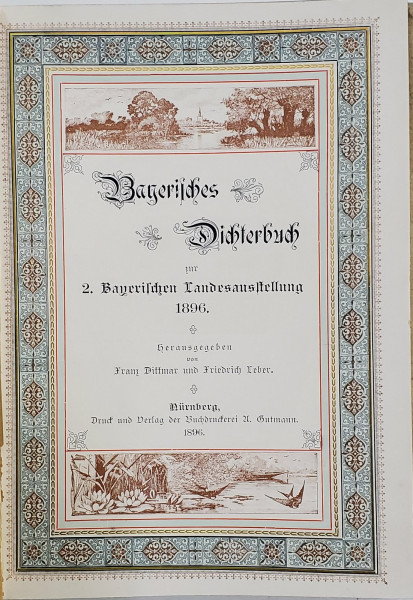 Bayerisches
Dichterbuch
zur
2. Bayerischen Landesausstellung
1896.
Herausgegeben
von
Franz Dittmar und Friedrich Leber.
Nürnberg,
Druck und Verlag der Buchdruckerei U. Gutmann.
1896.